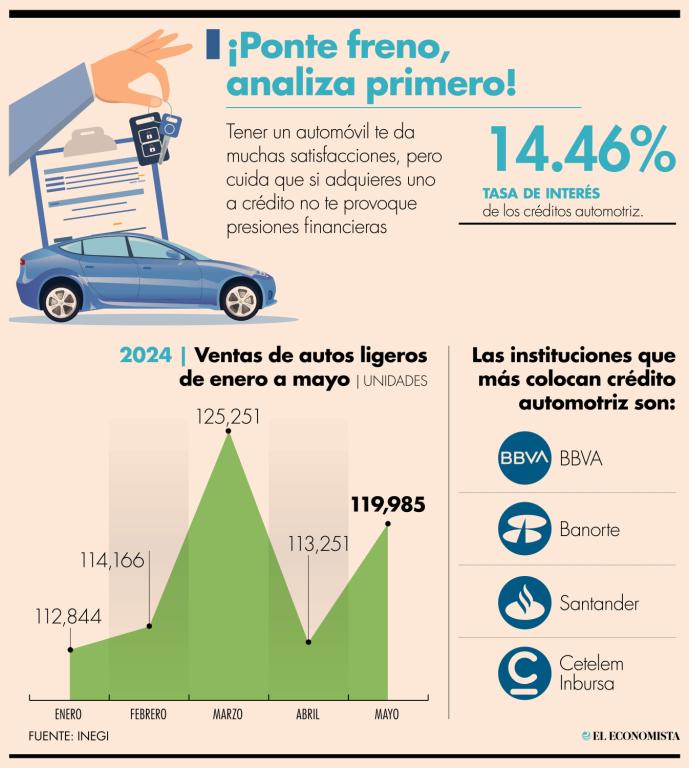 ¡Ponte freno,
analiza primero!
Tener un automóvil te da
muchas satisfacciones, pero
cuida que si adquieres uno
a crédito no te provoque
presiones financieras
14.46%
TASA DE INTERÉS
de los créditos automotriz.
2024 | Ventas de autos ligeros
de enero a mayo | UNIDADES
125,251
119,985
113,251
114,166
112,844
ENERO FEBRERO MARZO ABRIL MAYO
FUENTE: INEGI
Las instituciones que
más colocan crédito
automotriz son:
BBVA BBVA
Banorte
Santander
Cetelem
Inbursa
EL ECONOMISTA